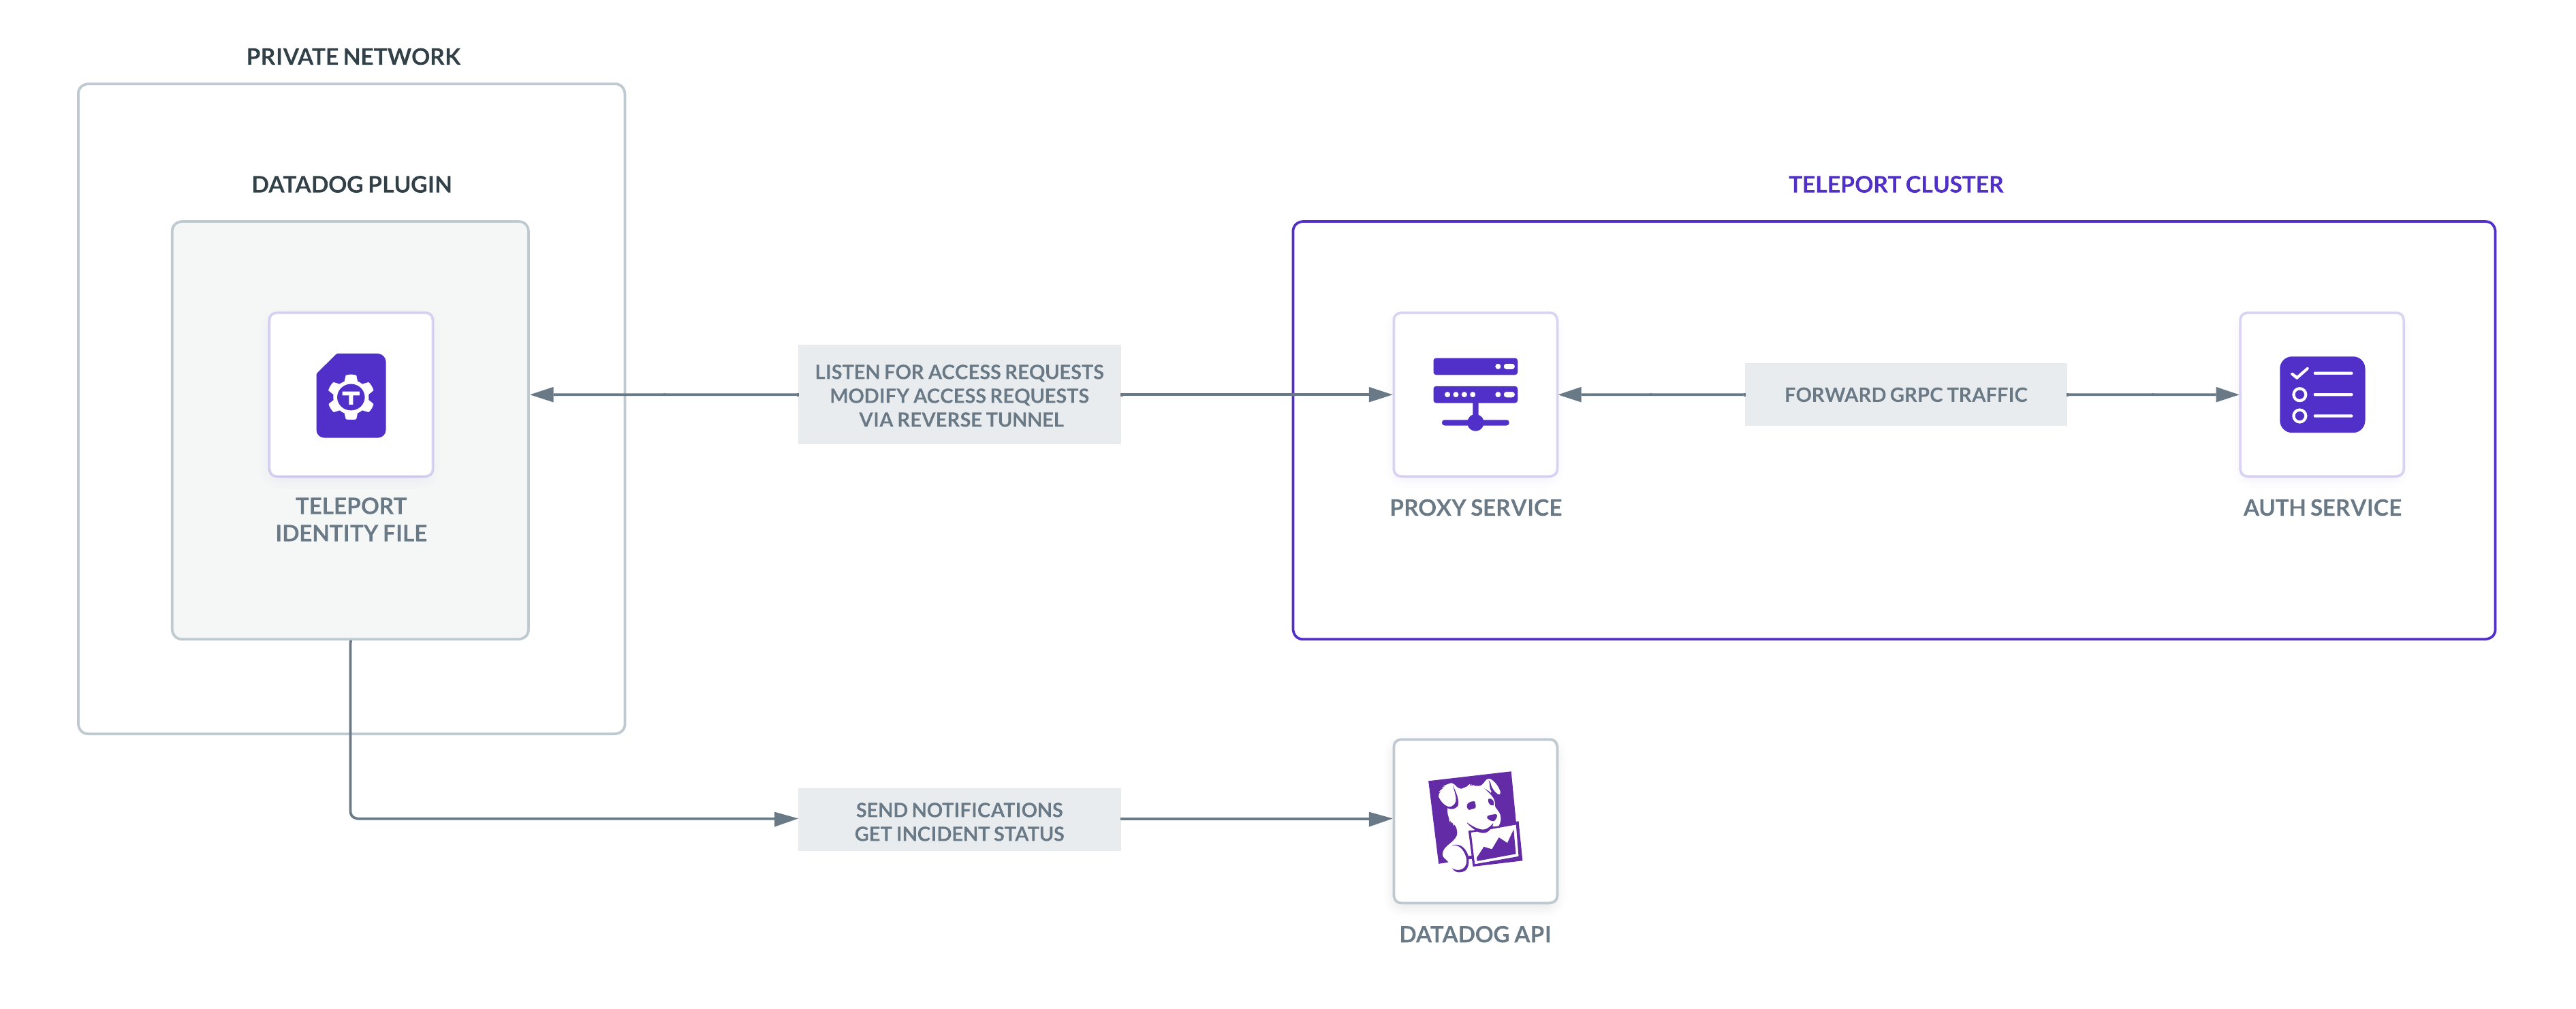 PRIVATE NETWORK
DATADOG PLUGIN
T
TELEPORT
IDENTITY FILE
LISTEN FOR ACCESS REQUESTS
MODIFY ACCESS REQUESTS
VIA REVERSE TUNNEL
TELEPORT CLUSTER
PROXY SERVICE
FORWARD GRPC TRAFFIC
AUTH SERVICE
SEND NOTIFICATIONS
GET INCIDENT STATUS
DATADOG API